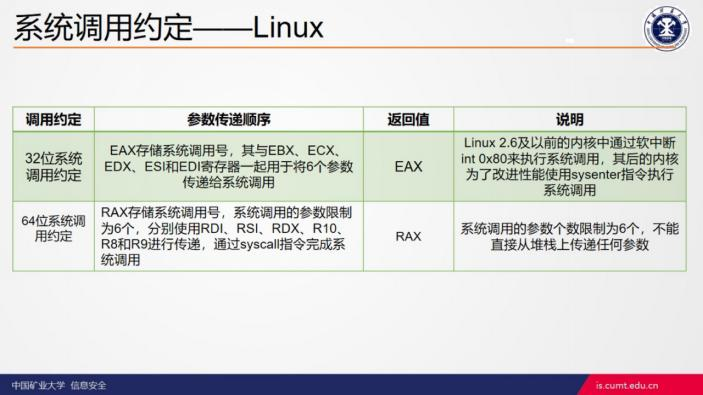 系统调用约定——Linux
调用约定
参数传递顺序
返回值
说明
32位系统
调用约定
EAX存储系统调用号，其与EBX、ECX、
EDX、ESI和EDI寄存器一起用于将6个参数
传递给系统调用
EAX
Linux 2.6及以前的内核中通过软中断
int 0x80来执行系统调用，其后的内核
为了改进性能使用sysenter指令执行
系统调用
64位系统调
用约定
RAX存储系统调用号，系统调用的参数限制
为6个，分别使用RDI、RSI、RDX、R10、
R8和R9进行传递，通过syscall指令完成系
统调用
RAX
系统调用的参数个数限制为6个，不能
直接从堆栈上传递任何参数
中国矿业大学 信息安全
is.cumt.edu.cn